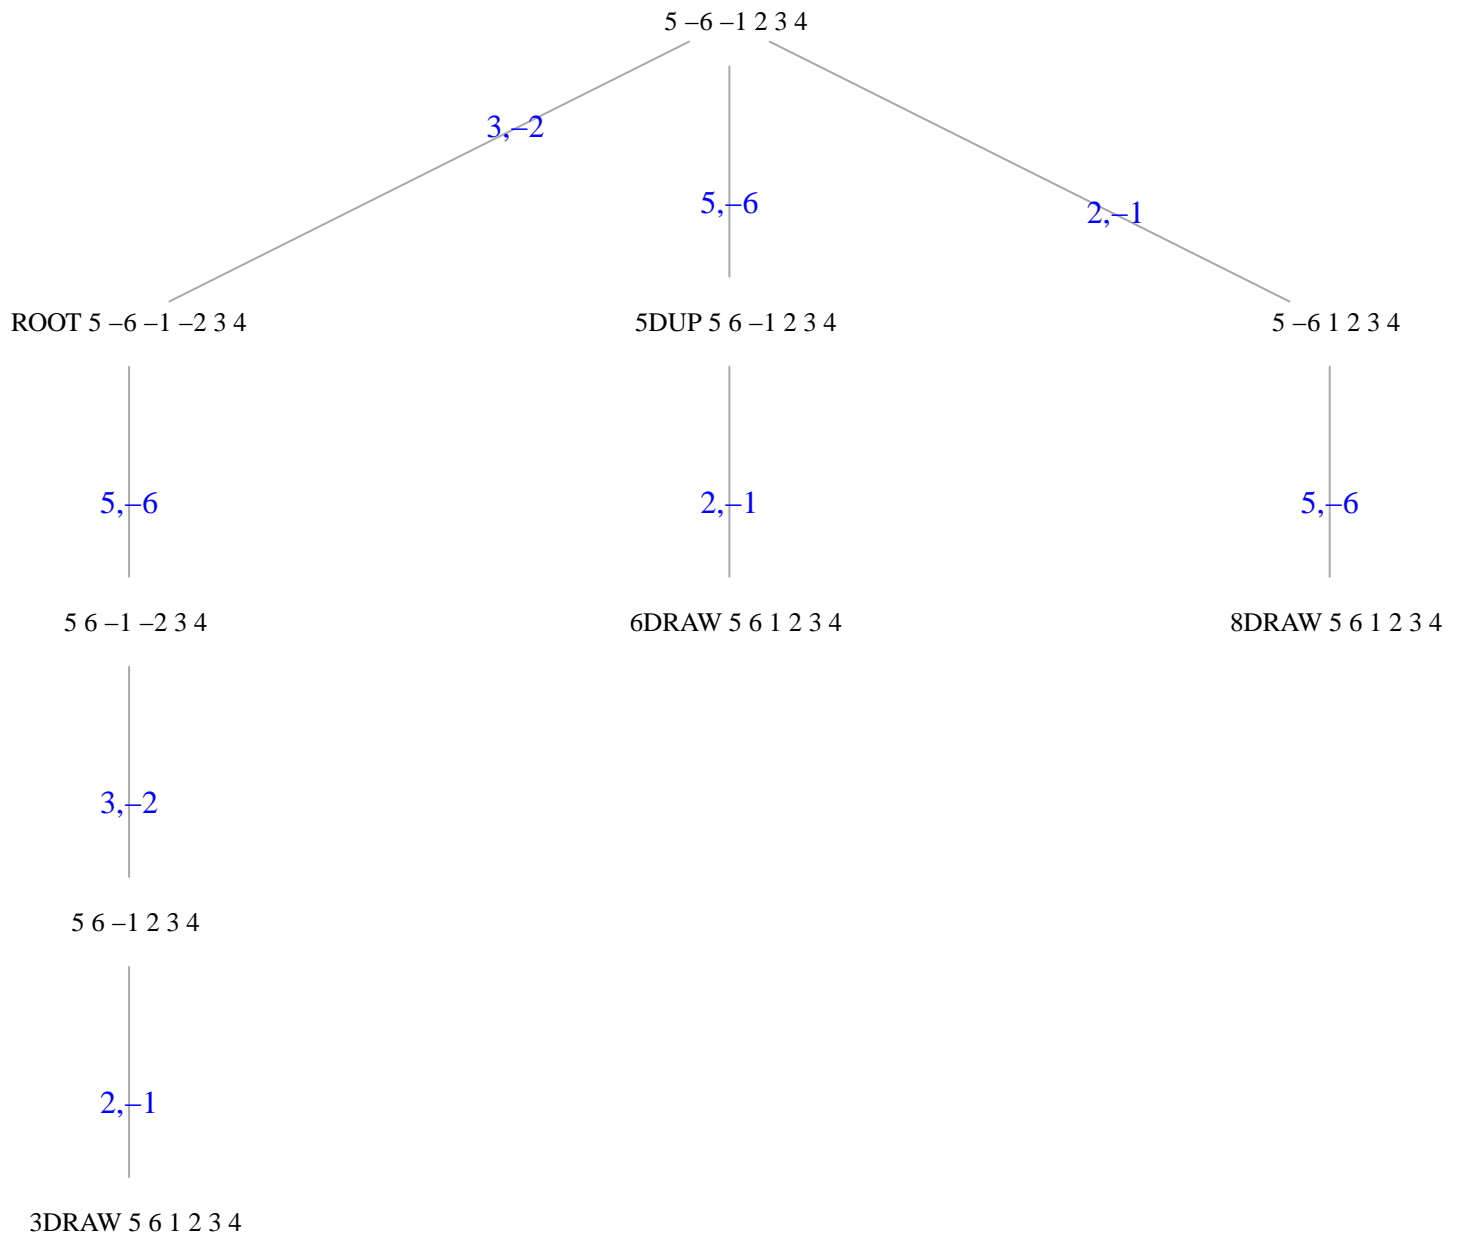 5 –6 –1 2 3 4
3,–2
5,–6
2,–1
ROOT 5 –6 –1 –2 3 4
5DUP 5 6 –1 2 3 4
5 –6 1 2 3 4
5,–6
2,–1
5,–6
5 6 –1 –2 3 4
6DRAW 5 6 1 2 3 4
8DRAW 5 6 1 2 3 4
3,–2
5 6 –1 2 3 4
2,–1
3DRAW 5 6 1 2 3 4